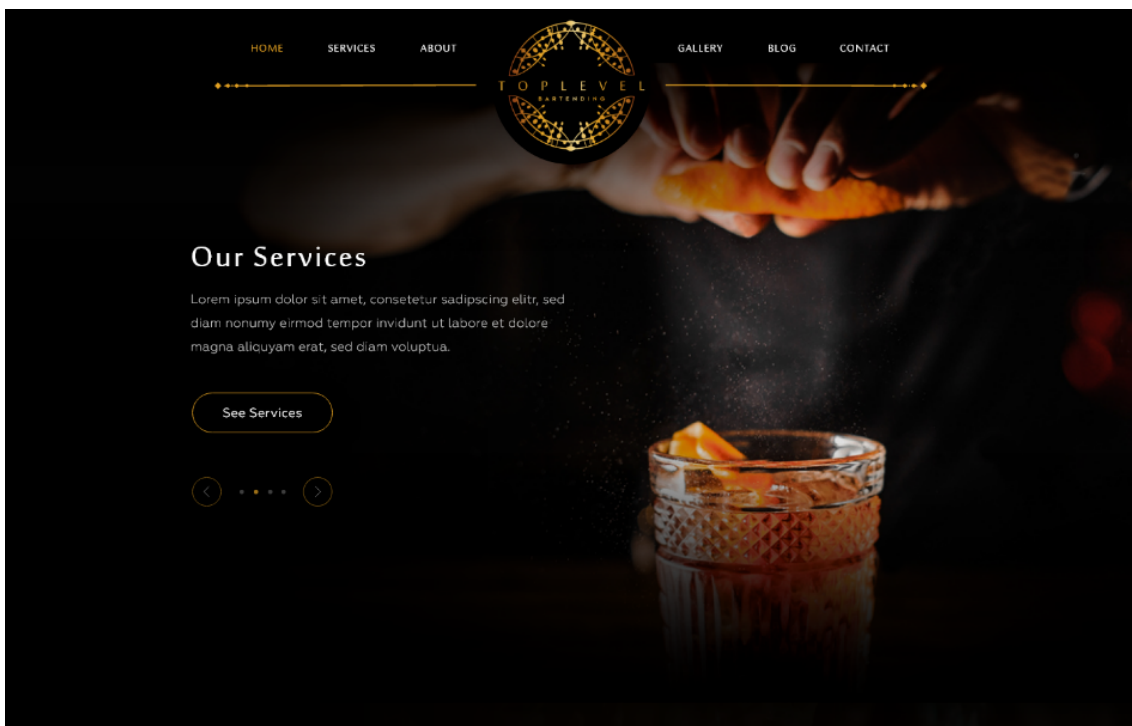 HOME SERVICES ABOUT GALLERY BLOG CONTACT
TOPLEVEL
BARTENDING
Our Services
Lorem ipsum dolor sit amet, consetetur sadipscing elitr, sed
diam nonumy eirmod tempor invidunt ut labore et dolore
magna aliquyam erat, sed diam voluptua.
See Services